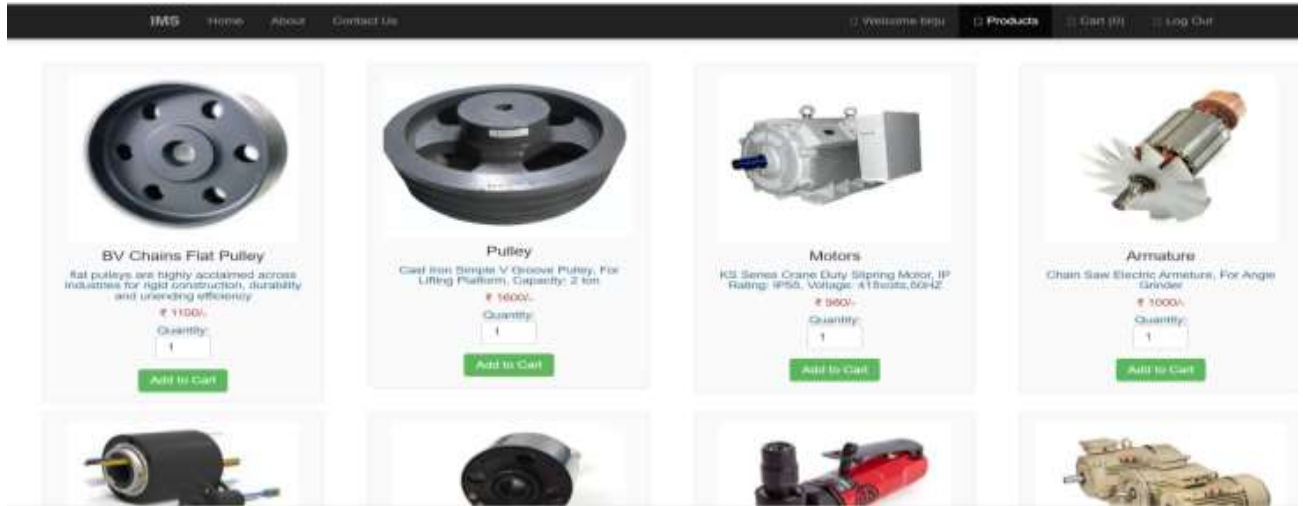 IMS Home About Contact Us Welcome biju Products Cart (0) Log Out
BV Chains Flat Pulley
flat pulleys are highly acclaimed across
industries for rigid construction, durability
and unending efficiency
₹ 1100/-
Quantity:
1
Add to Cart
Pulley
Cast Iron Simple V Groove Pulley, For
Lifting Platform, Capacity: 2 ton
₹ 1600/-
Quantity:
1
Add to Cart
Motors
KS Series Crane Duty Slipring Motor, IP
Rating: IP55, Voltage: 415volts,50HZ
₹ 980/-
Quantity:
1
Add to Cart
Armature
Chain Saw Electric Armeture, For Angle
Grinder
₹ 1000/-
Quantity:
1
Add to Cart